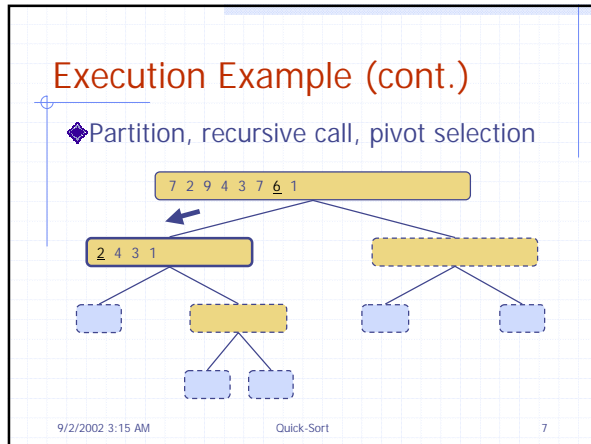 Execution Example (cont.)
Partition, recursive call, pivot selection
7 2 9 4 3 7 6 1
2 4 3 1
9/2/2002 3:15 AM
Quick-Sort
7